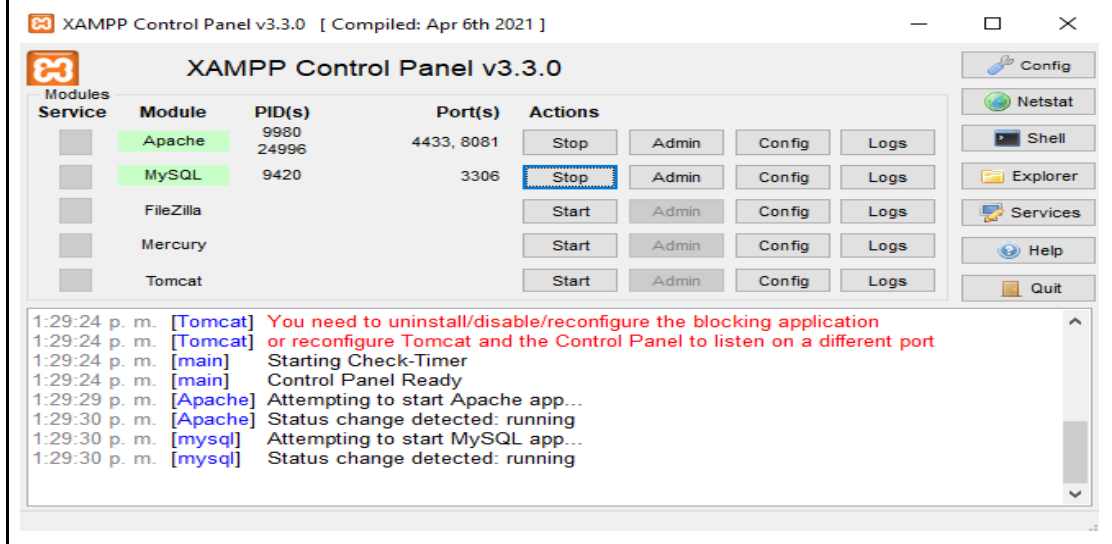 XAMPP Control Panel v3.3.0 [ Compiled: Apr 6th 2021 ]
XAMPP Control Panel v3.3.0
Config
Netstat
Shell
Explorer
Services
Help
Quit
Modules
Service Module PID(s) Port(s) Actions
Apache 9980 24996 4433, 8081 Stop Admin Config Logs
MySQL 9420 3306 Stop Admin Config Logs
FileZilla Start Admin Config Logs
Mercury Start Admin Config Logs
Tomcat Start Admin Config Logs
1:29:24 p. m. [Tomcat] You need to uninstall/disable/reconfigure the blocking application
1:29:24 p. m. [Tomcat] or reconfigure Tomcat and the Control Panel to listen on a different port
1:29:24 p. m. [main] Starting Check-Timer
1:29:24 p. m. [main] Control Panel Ready
1:29:29 p. m. [Apache] Attempting to start Apache app...
1:29:30 p. m. [Apache] Status change detected: running
1:29:30 p. m. [mysql] Attempting to start MySQL app...
1:29:30 p. m. [mysql] Status change detected: running